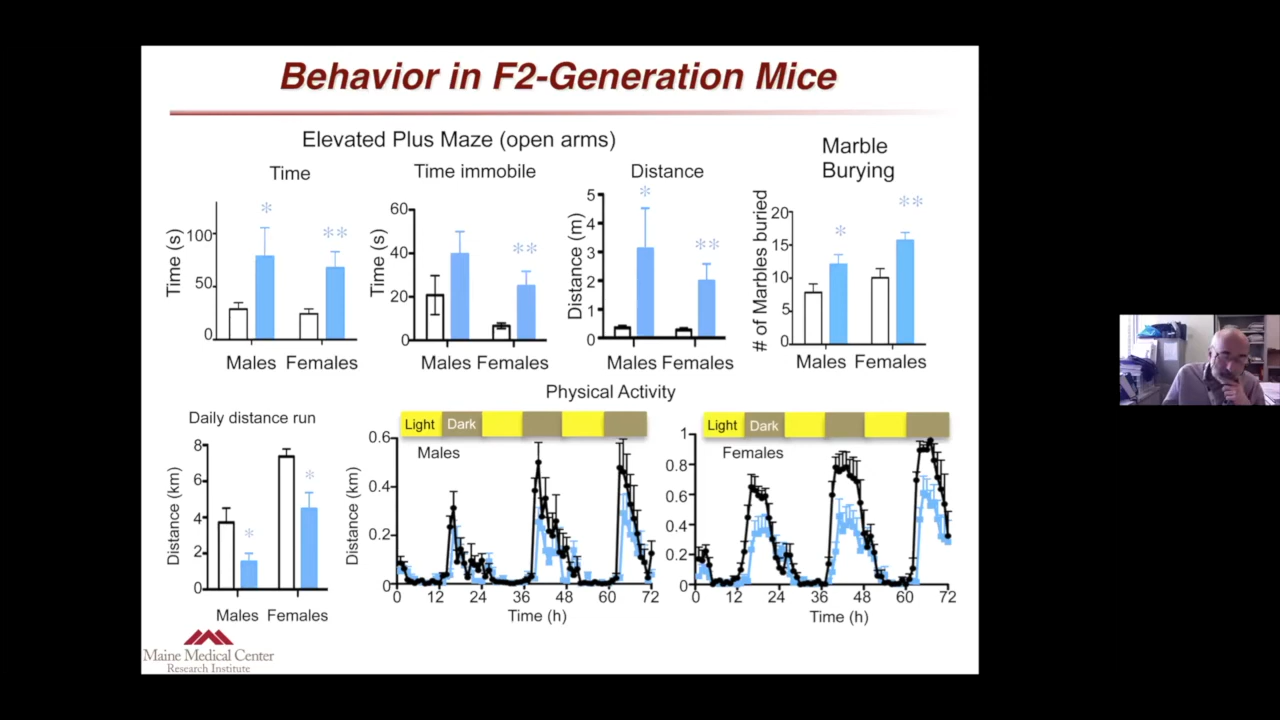 Behavior in F2-Generation Mice
Elevated Plus Maze (open arms)
Time
Time (s)
100
50
0
Males Females
*
**
Time immobile
Time (s)
60
40
20
0
Males Females
**
Distance
Distance (m)
5
4
3
2
1
0
Males Females
*
**
Marble
Burying
# of Marbles buried
20
15
10
5
0
Males Females
*
**
Daily distance run
Distance (km)
8
6
4
2
0
Males Females
*
*
Physical Activity
Light Dark
Males
Distance (km)
0.6
0.4
0.2
0
0 12 24 36 48 60 72
Time (h)
Light Dark
Females
1
0.8
0.6
0.4
0.2
0
0 12 24 36 48 60 72
Time (h)
Maine Medical Center
Research Institute